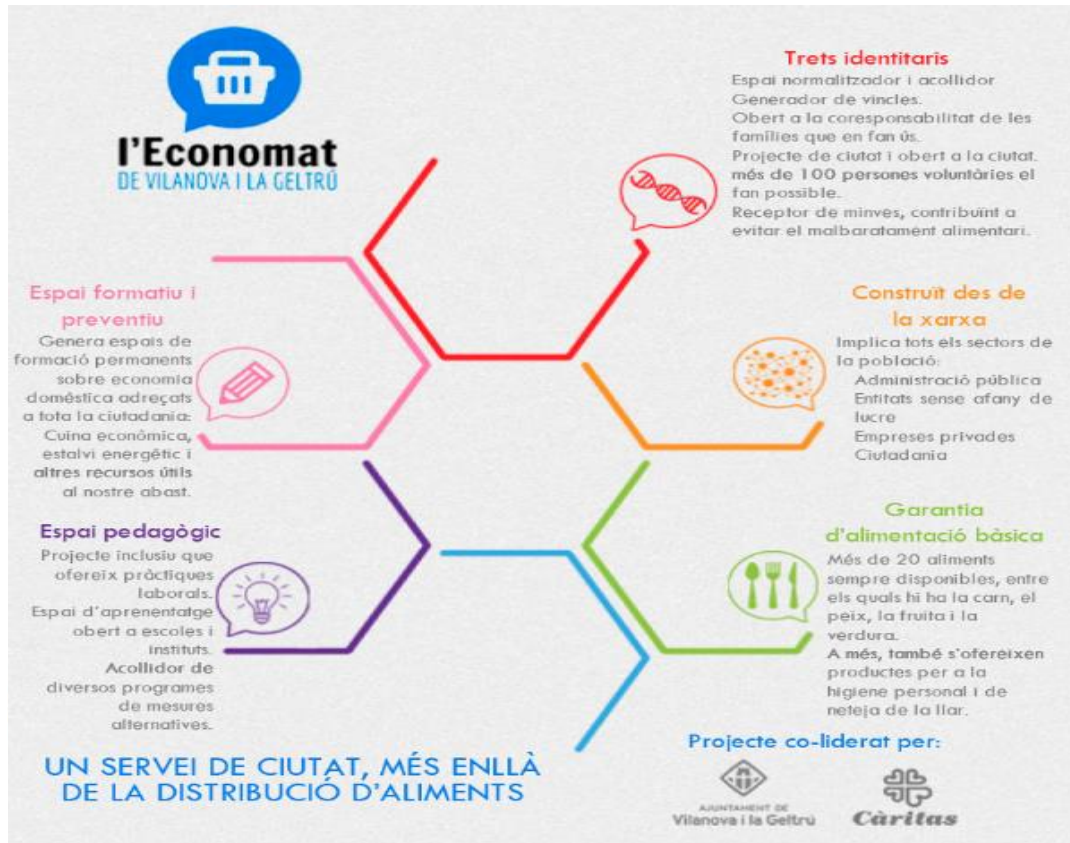 l'Economat
DE VILANOVA I LA GELTRÚ
Trets identitaris
Espai normalitzador i acollidor
Generador de vincles.
Obert a la coresponsabilitat de les
famílies que en fan ús.
Projecte de ciutat i obert a la ciutat.
més de 100 persones voluntàries el
fan possible.
Receptor de minves, contribuïnt a
evitar el malbaratament alimentari.
Espai formatiu i
preventiu
Genera espais de
formació permanents
sobre economia
domèstica adreçats
a tota la ciutadania:
Cuina econòmica,
estalvi energètic i
altres recursos útils
al nostre abast.
Construït des de
la xarxa
Implica tots els sectors de
la població:
Administració pública
Entitats sense afany de
lucre
Empreses privades
Ciutadania
Espai pedagògic
Projecte inclusiu que
ofereix pràctiques
laborals.
Espai d'aprenentatge
obert a escoles i
instituts.
Acollidor de
diversos programes
de mesures
alternatives.
Garantia
d'alimentació bàsica
Més de 20 aliments
sempre disponibles, entre
els quals hi ha la carn, el
peix, la fruita i la
verdura.
A més, també s'ofereixen
productes per a la
higiene personal i de
neteja de la llar.
UN SERVEI DE CIUTAT, MÉS ENLLÀ
DE LA DISTRIBUCIÓ D'ALIMENTS
Projecte co-liderat per:
AJUNTAMENT DE
Vilanova i la Geltrú
Càritas